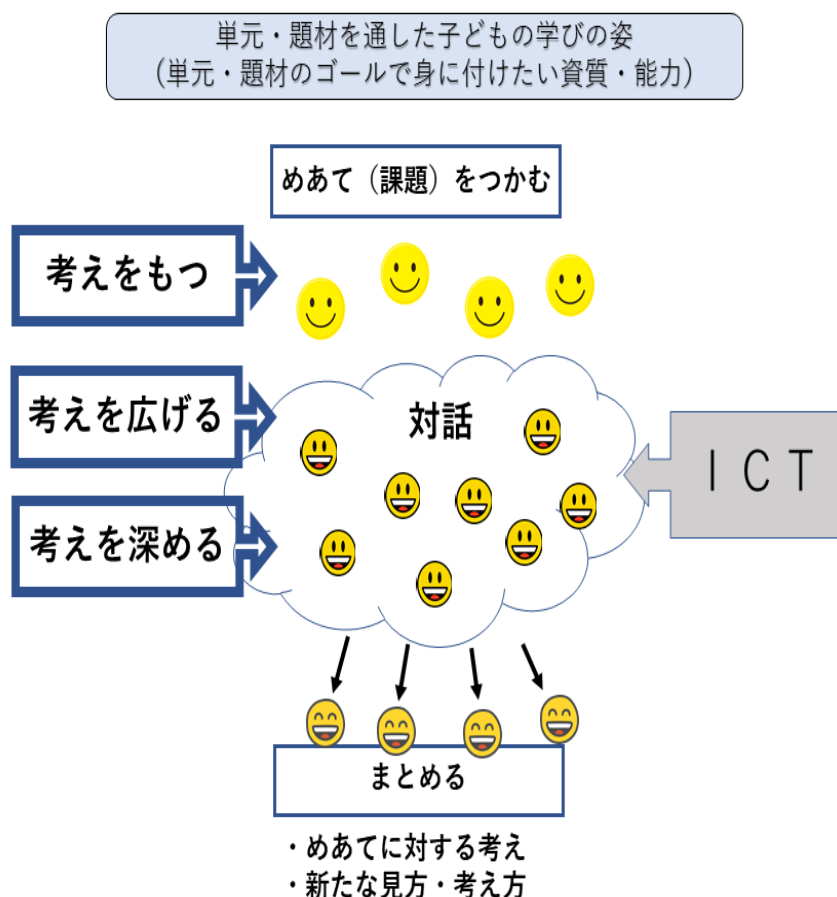 単元・題材を通した子どもの学びの姿
(単元・題材のゴールで身に付けたい資質・能力)
めあて（課題）をつかむ
考えをもつ
考えを広げる
対話
ＩＣＴ
考えを深める
まとめる
・めあてに対する考え
・新たな見方・考え方